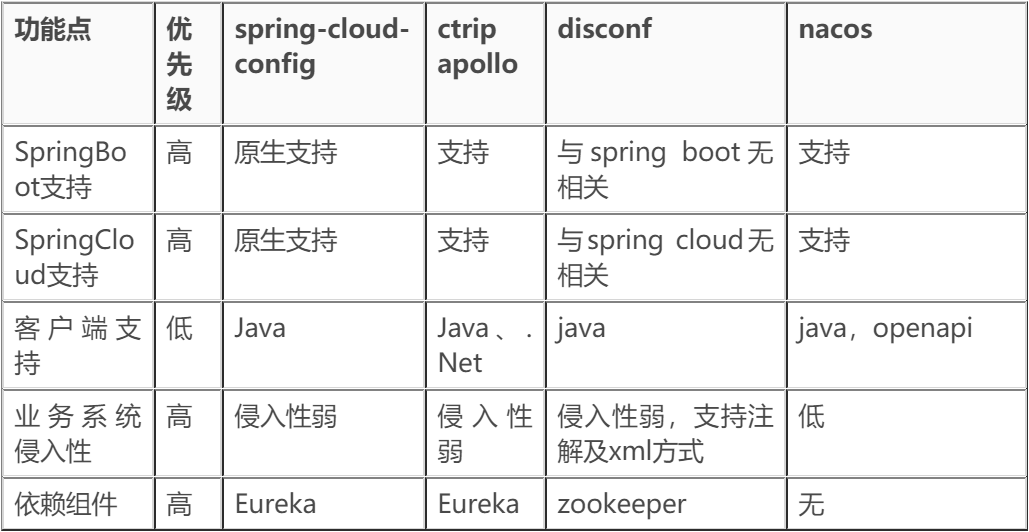 功能点
优先级
spring-cloud-config
ctrip apollo
disconf
nacos
SpringBoot支持
高
原生支持
支持
与 spring boot 无相关
支持
SpringCloud支持
高
原生支持
支持
与spring cloud无相关
支持
客户端支持
低
Java
Java、.Net
java
java，openapi
业务系统侵入性
高
侵入性弱
侵入性弱
侵入性弱，支持注解及xml方式
低
依赖组件
高
Eureka
Eureka
zookeeper
无